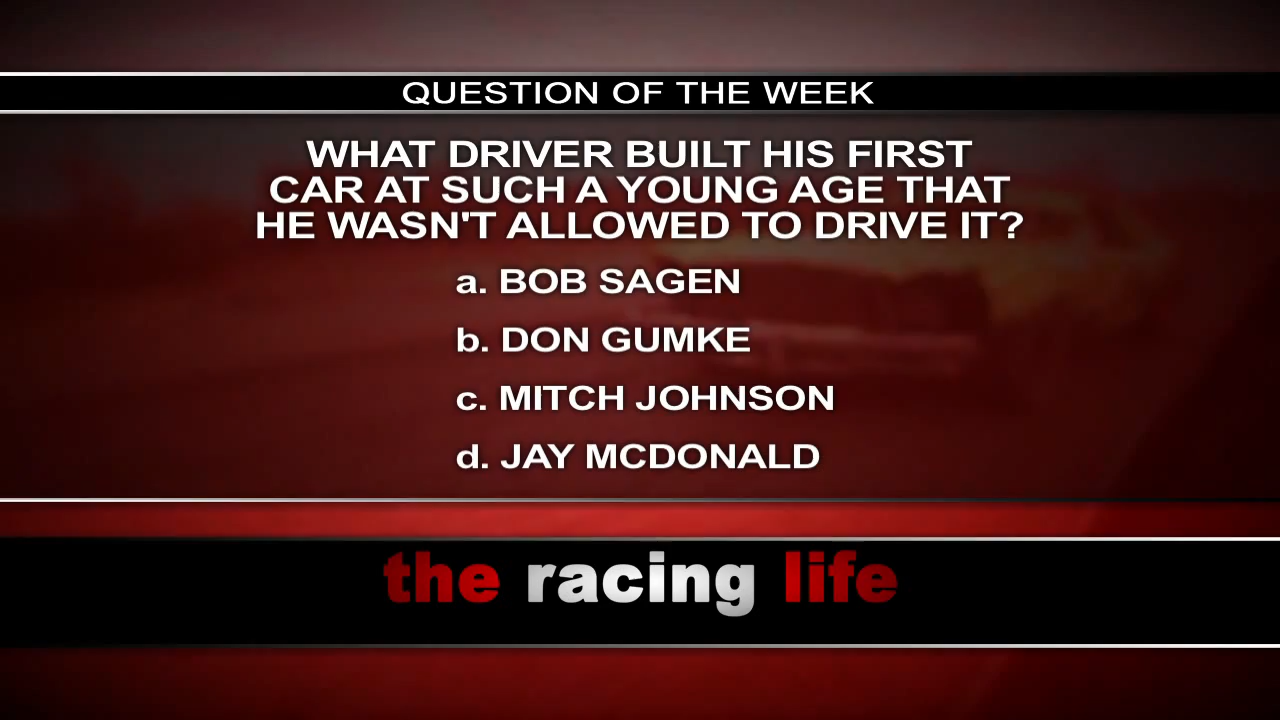 QUESTION OF THE WEEK
WHAT DRIVER BUILT HIS FIRST
CAR AT SUCH A YOUNG AGE THAT
HE WASN'T ALLOWED TO DRIVE IT?
a. BOB SAGEN
b. DON GUMKE
c. MITCH JOHNSON
d. JAY MCDONALD
the racing life